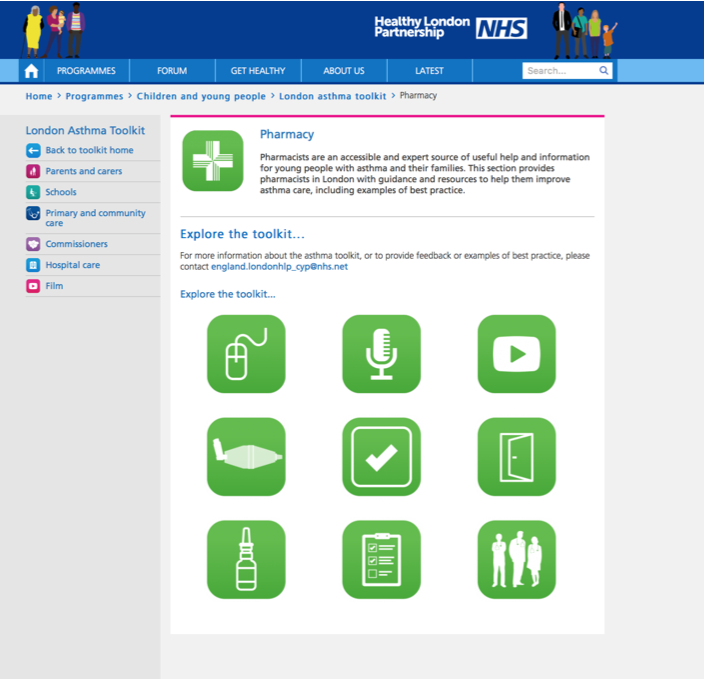 Healthy London
Partnership
NHS
PROGRAMMES
FORUM
GET HEALTHY
ABOUT US
LATEST
Search...
Home > Programmes > Children and young people > London asthma toolkit > Pharmacy
London Asthma Toolkit
Back to toolkit home
Parents and carers
Schools
Primary and community
care
Commissioners
Hospital care
Film
Pharmacy
Pharmacists are an accessible and expert source of useful help and information
for young people with asthma and their families. This section provides
pharmacists in London with guidance and resources to help them improve
asthma care, including examples of best practice.
Explore the toolkit...
For more information about the asthma toolkit, or to provide feedback or examples of best practice, please
contact england.londonhlp_cyp@nhs.net
Explore the toolkit...